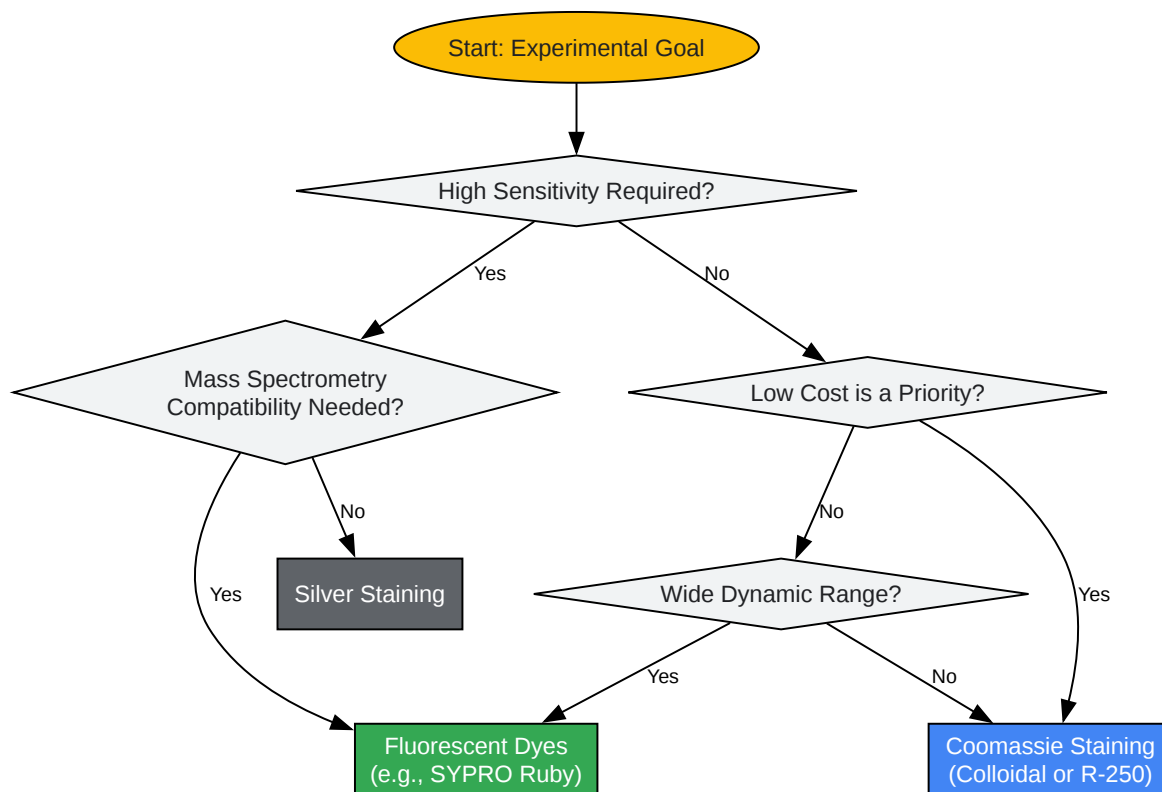 Start: Experimental Goal
High Sensitivity Required?
Yes
No
Mass Spectrometry
Compatibility Needed?
Low Cost is a Priority?
No
No
Silver Staining
Wide Dynamic Range?
Yes
Yes
Yes
No
Fluorescent Dyes
(e.g., SYPRO Ruby)
Coomassie Staining
(Colloidal or R-250)